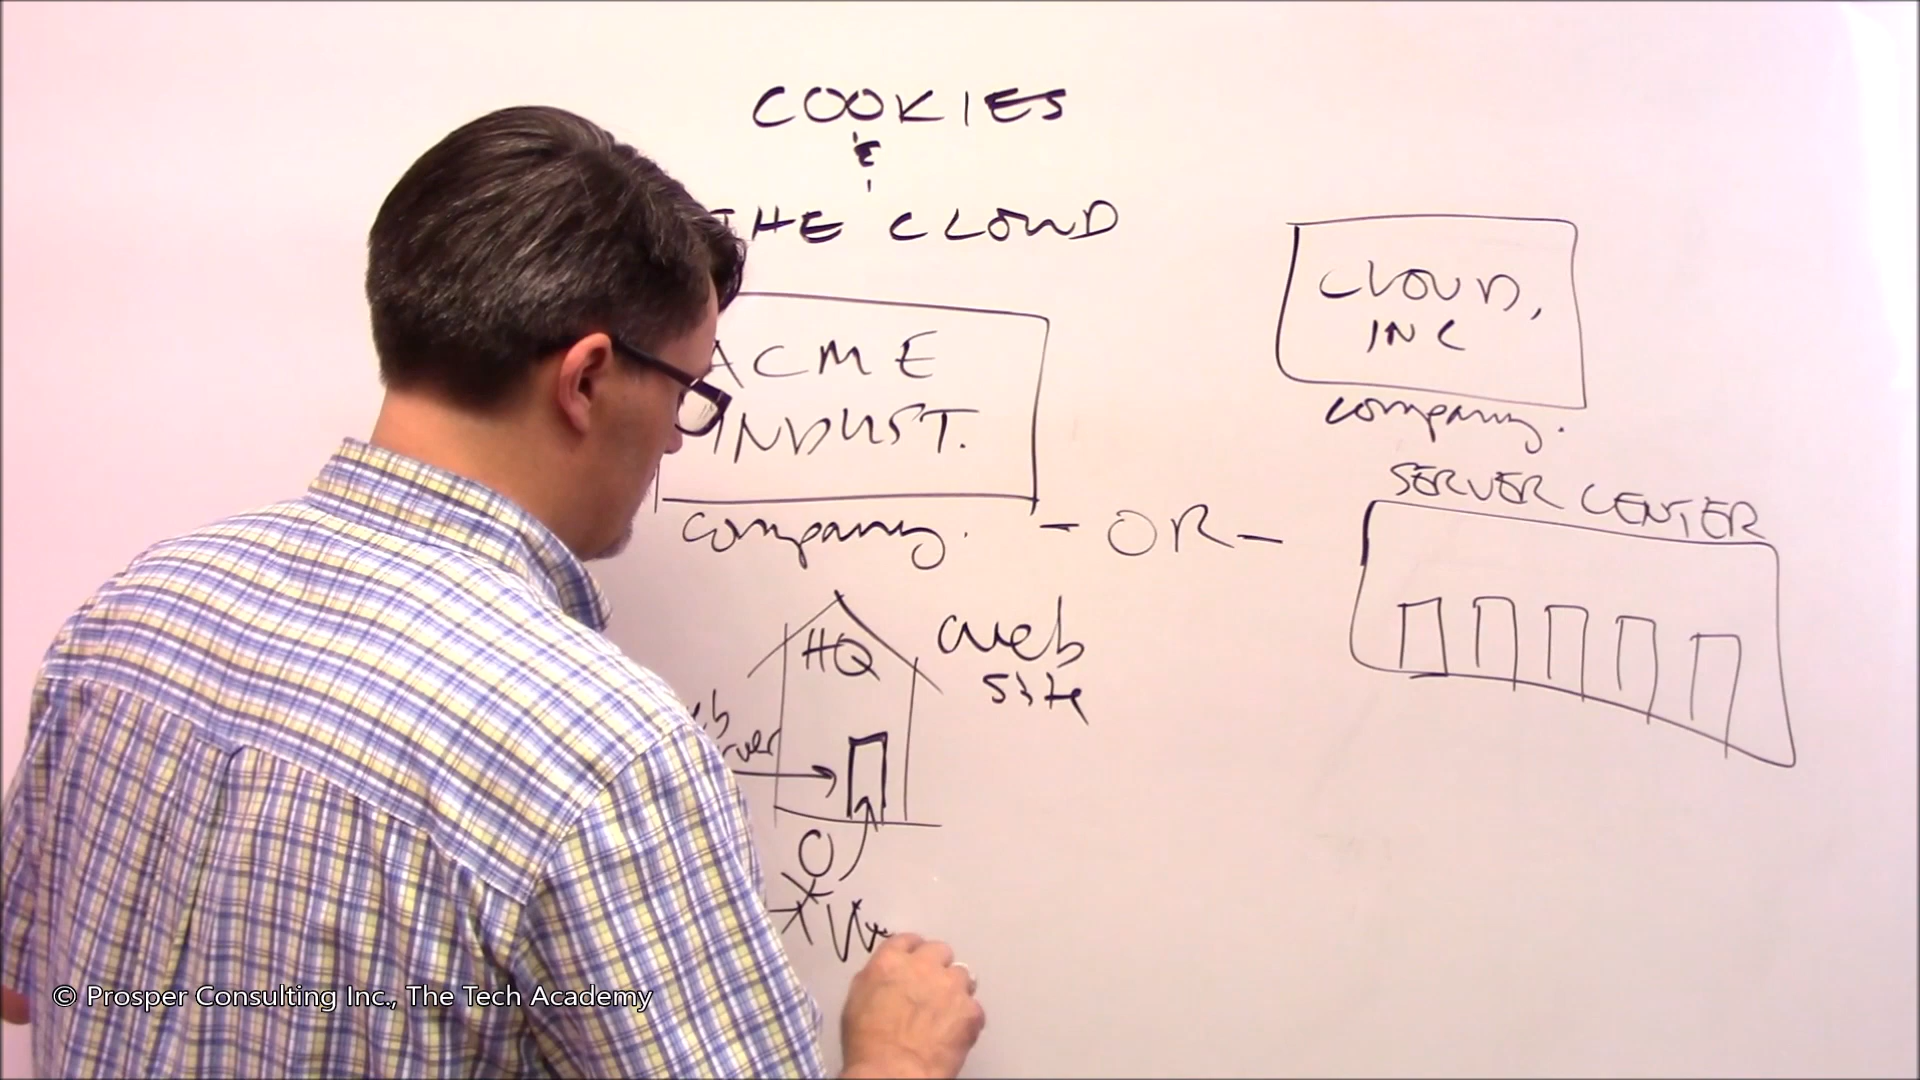 COOKIES
&
THE CLOUD
ACME
INDUST.
company.
- OR -
CLOUD,
INC
company.
SERVER CENTER
HQ
web
site
© Prosper Consulting Inc., The Tech Academy